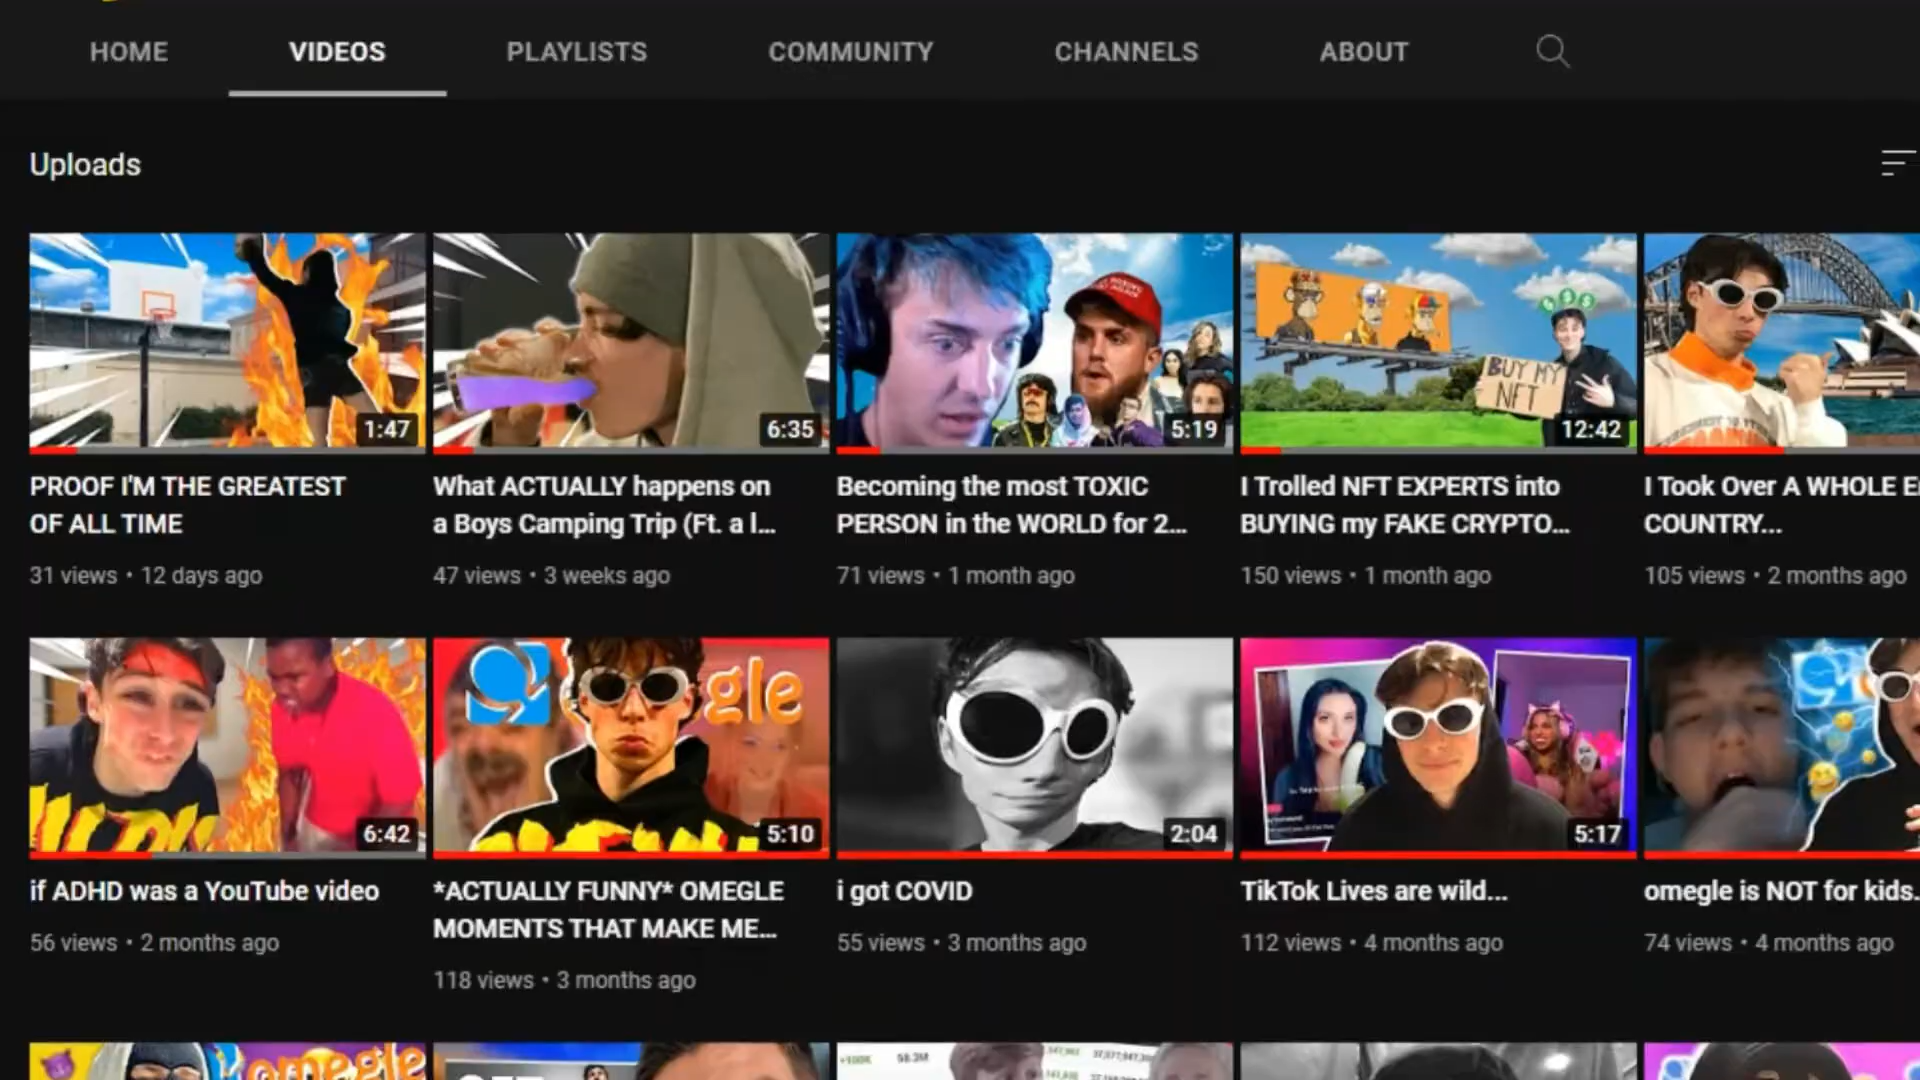 HOME VIDEOS PLAYLISTS COMMUNITY CHANNELS ABOUT
Uploads
BUY MY
NFT
1:47 6:35 5:19 12:42
PROOF I'M THE GREATEST
OF ALL TIME
31 views • 12 days ago
What ACTUALLY happens on
a Boys Camping Trip (Ft. a l...
47 views • 3 weeks ago
Becoming the most TOXIC
PERSON in the WORLD for 2...
71 views • 1 month ago
I Trolled NFT EXPERTS into
BUYING my FAKE CRYPTO...
150 views • 1 month ago
I Took Over A WHOLE
COUNTRY...
105 views • 2 months ago
gle
6:42 5:10 2:04 5:17
if ADHD was a YouTube video
56 views • 2 months ago
*ACTUALLY FUNNY* OMEGLE
MOMENTS THAT MAKE ME...
118 views • 3 months ago
i got COVID
55 views • 3 months ago
TikTok Lives are wild...
112 views • 4 months ago
omegle is NOT for kids.
74 views • 4 months ago
omegle
+100K 58.3M